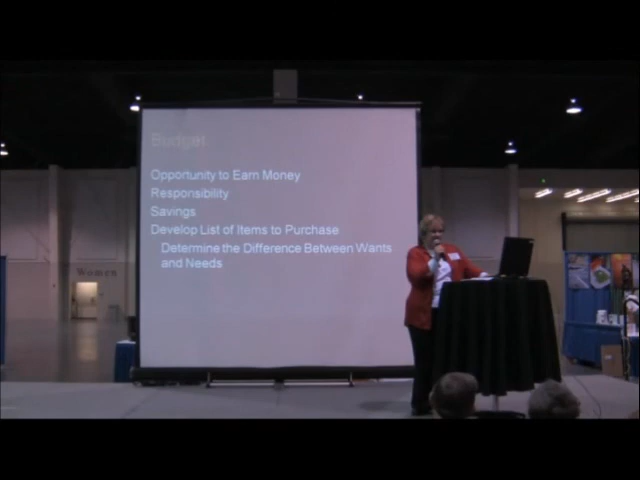 Budget
Opportunity to Earn Money
Responsibility
Savings
Develop List of Items to Purchase
Determine the Difference Between Wants
and Needs
Women